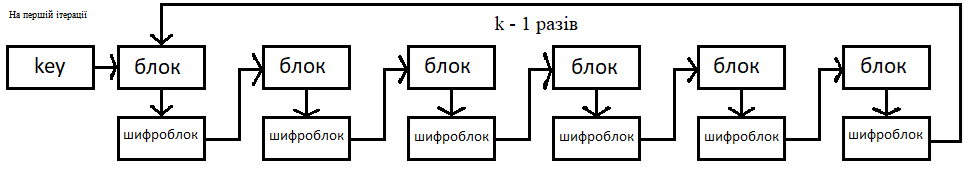 На першій ітерації
k - 1 разів
key
блок
блок
блок
блок
блок
блок
шифроблок
шифроблок
шифроблок
шифроблок
шифроблок
шифроблок